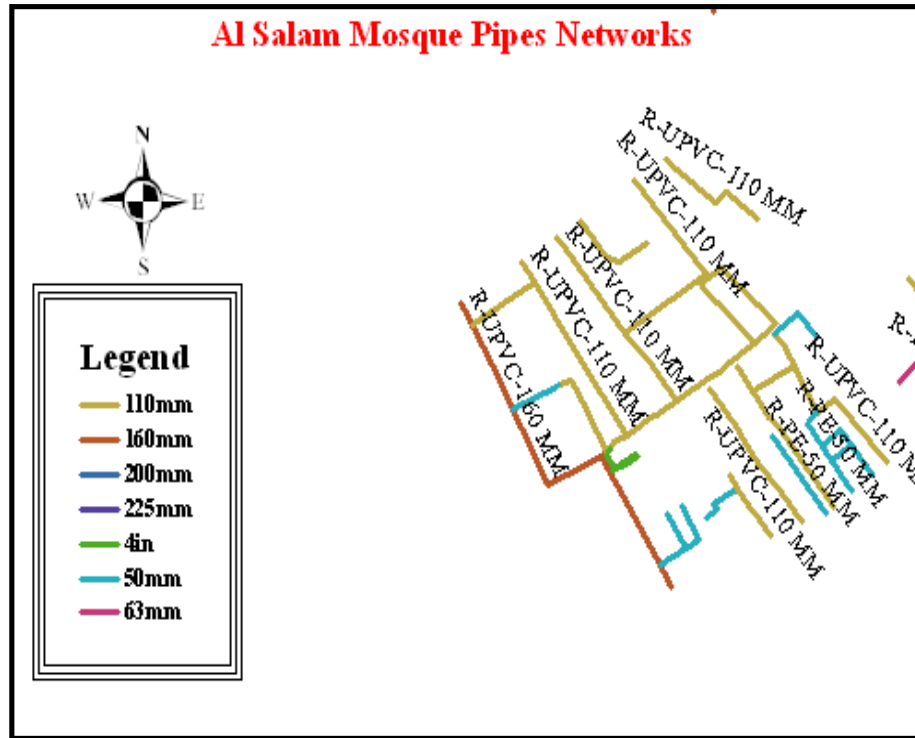 Al Salam Mosque Pipes Networks
N
W E
S
R-UPVC-110 MM
R-UPVC-110 MM
R-UPVC-110 MM
R-UPVC-110 MM
R-UPVC-160 MM
R-UPVC-110 M
R-PE-50 MM
R-PE-50 MM
R-UPVC-110 MM
Legend
110mm
160mm
200mm
225mm
4in
50mm
63mm